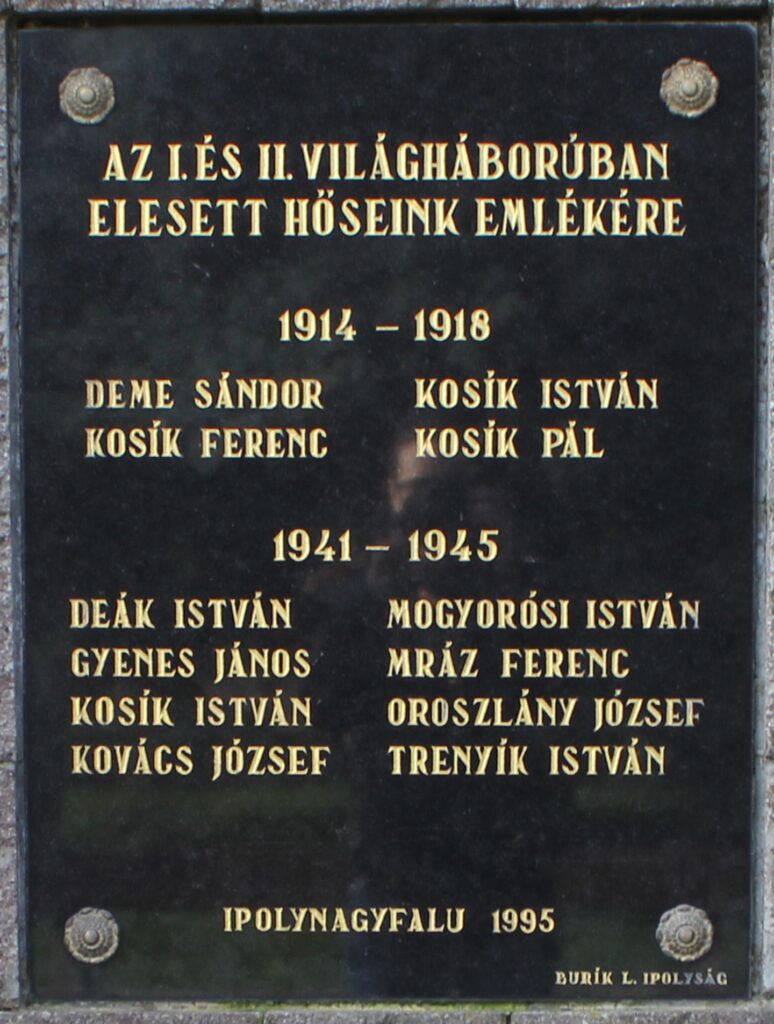 AZ I. ÉS II. VILÁGHÁBORÚBAN
ELESETT HŐSEINK EMLÉKÉRE
1914 – 1918
DEME SÁNDOR KOSÍK ISTVÁN
KOSÍK FERENC KOSÍK PÁL
1941 – 1945
DEÁK ISTVÁN MOGYORÓSI ISTVÁN
GYENES JÁNOS MRÁZ FERENC
KOSÍK ISTVÁN OROSZLÁNY JÓZSEF
KOVÁCS JÓZSEF TRENYÍK ISTVÁN
IPOLYNAGYFALU 1995
BURÍK L. IPOLYSÁG